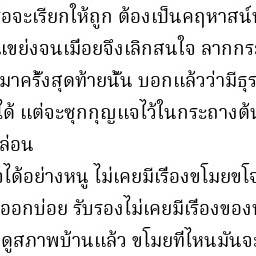 อจะเรียกให้ถูก ต้องเป็นคฤหาสน์
แขย่งจนเมื่อยจึงเลิกสนใจ ลากกระ
มาครั้งสุดท้ายนั้น บอกแล้วว่ามีธุร
ได้ แต่จะซุกกุญแจไว้ในกระถางต้น
ล่อน
ได้อย่างหนู ไม่เคยมีเรื่องขโมยขโจ
ออกบ่อย รับรองไม่เคยมีเรื่องของ
ดูสภาพบ้านแล้ว ขโมยที่ไหนมันจะ